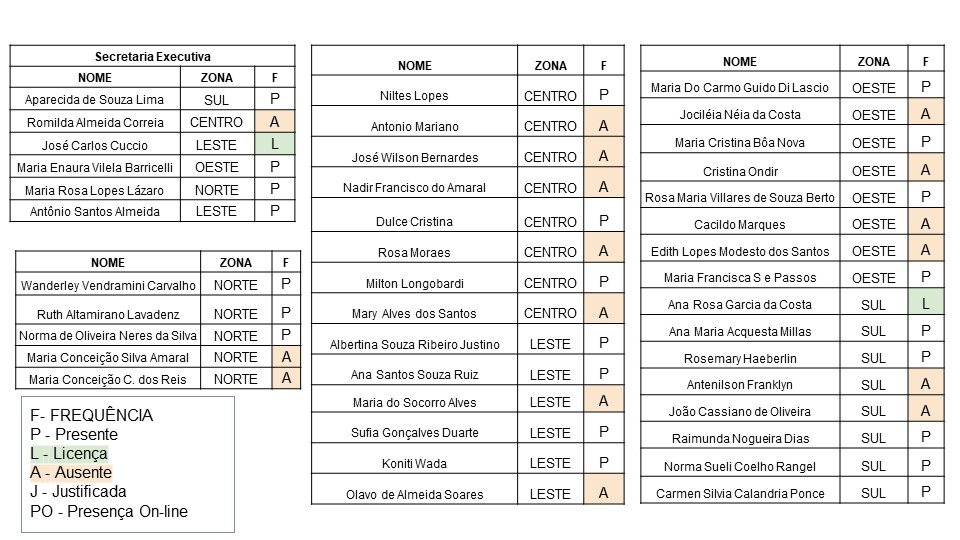 Secretaria Executiva
NOME ZONA F
Aparecida de Souza Lima SUL P
Romilda Almeida Correia CENTRO A
José Carlos Cuccio LESTE L
Maria Enaura Vilela Barricelli OESTE P
Maria Rosa Lopes Lázaro NORTE P
Antônio Santos Almeida LESTE P
NOME ZONA F
Wanderley Vendramini Carvalho NORTE P
Ruth Altamirano Lavadenz NORTE P
Norma de Oliveira Neres da Silva NORTE P
Maria Conceição Silva Amaral NORTE A
Maria Conceição C. dos Reis NORTE A
F- FREQUÊNCIA
P - Presente
L - Licença
A - Ausente
J - Justificada
PO - Presença On-line
NOME ZONA F
Niltes Lopes CENTRO P
Antonio Mariano CENTRO A
José Wilson Bernardes CENTRO A
Nadir Francisco do Amaral CENTRO A
Dulce Cristina CENTRO P
Rosa Moraes CENTRO A
Milton Longobardi CENTRO P
Mary Alves dos Santos CENTRO A
Albertina Souza Ribeiro Justino LESTE P
Ana Santos Souza Ruiz LESTE P
Maria do Socorro Alves LESTE A
Sufia Gonçalves Duarte LESTE P
Koniti Wada LESTE P
Olavo de Almeida Soares LESTE A
NOME ZONA F
Maria Do Carmo Guido Di Lascio OESTE P
Jociléia Néia da Costa OESTE A
Maria Cristina Bôa Nova OESTE P
Cristina Ondir OESTE A
Rosa Maria Villares de Souza Berto OESTE P
Cacildo Marques OESTE A
Edith Lopes Modesto dos Santos OESTE A
Maria Francisca S e Passos OESTE P
Ana Rosa Garcia da Costa SUL L
Ana Maria Acquesta Millas SUL P
Rosemary Haeberlin SUL P
Antenilson Franklyn SUL A
João Cassiano de Oliveira SUL A
Raimunda Nogueira Dias SUL P
Norma Sueli Coelho Rangel SUL P
Carmen Silvia Calandria Ponce SUL P